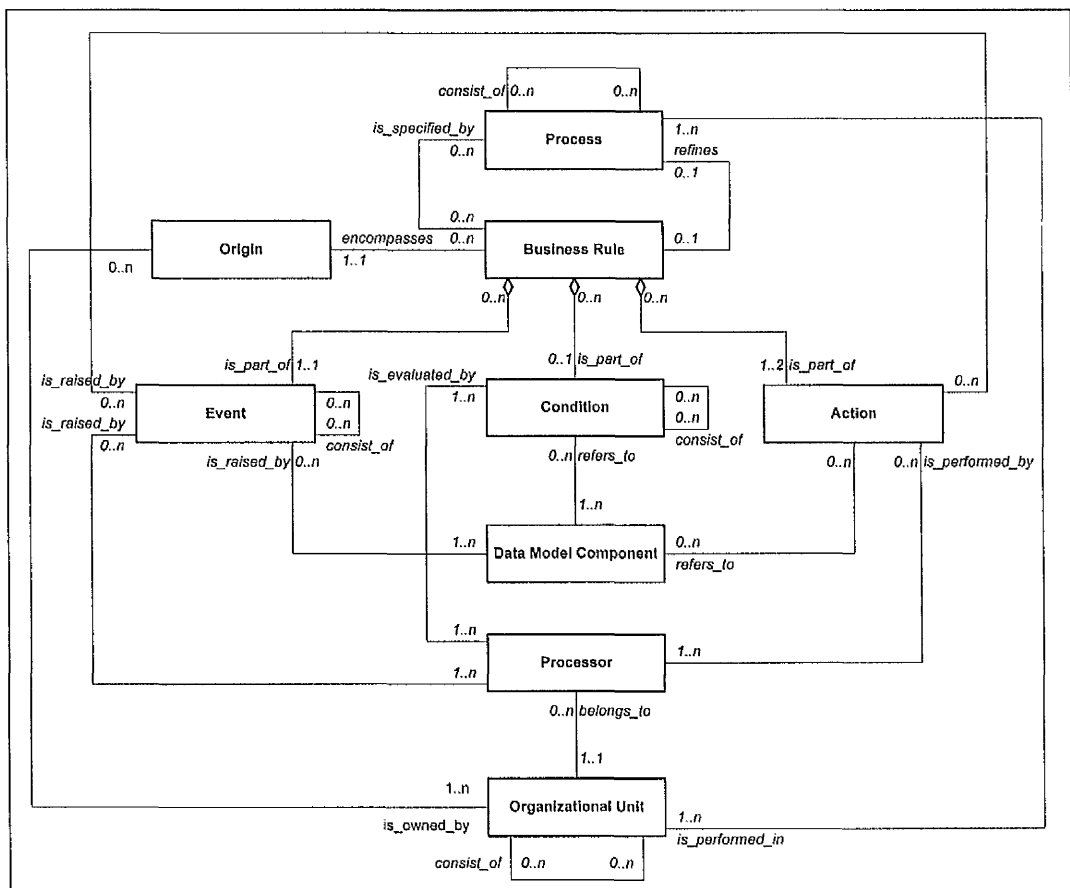 consist_of 0..n 0..n
Process
is_specified_by
0..n
1..n
refines
0..1
0..n
Origin
encompasses
0..n
1..1
Business Rule
0..1
0..n
0..n 0..n 0..n
is_part_of 1..1
0..1 is_part_of
1..2 is_part_of
is_raised_by
0..n
is_raised_by
0..n
Event
0..n
0..n
consist_of
is_evaluated_by
1..n
Condition
0..n
0..n
consist_of
Action
0..n
is_raised_by 0..n
0..n refers_to
0..n
0..n is_performed_by
1..n
1..n
Data Model Component
0..n
refers_to
1..n
1..n
Processor
1..n
0..n belongs_to
1..1
1..n
is_owned_by
Organizational Unit
1..n
is_performed_in
consist_of 0..n 0..n